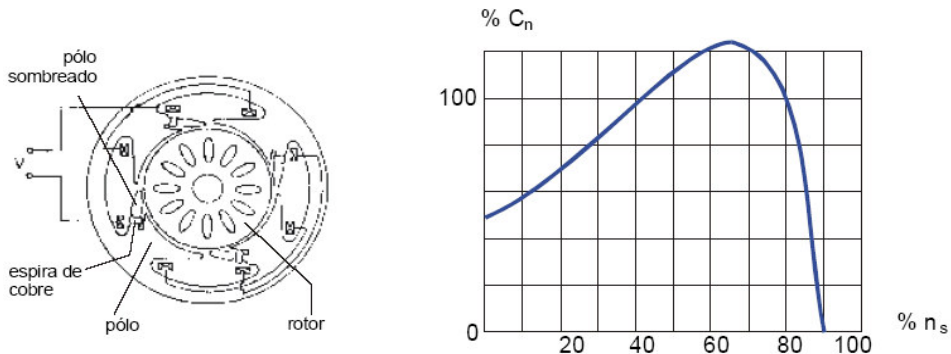 pólo
sombreado
v
espira de
cobre
pólo
rotor
% Cn
100
0
20
40
60
80
100
% ns